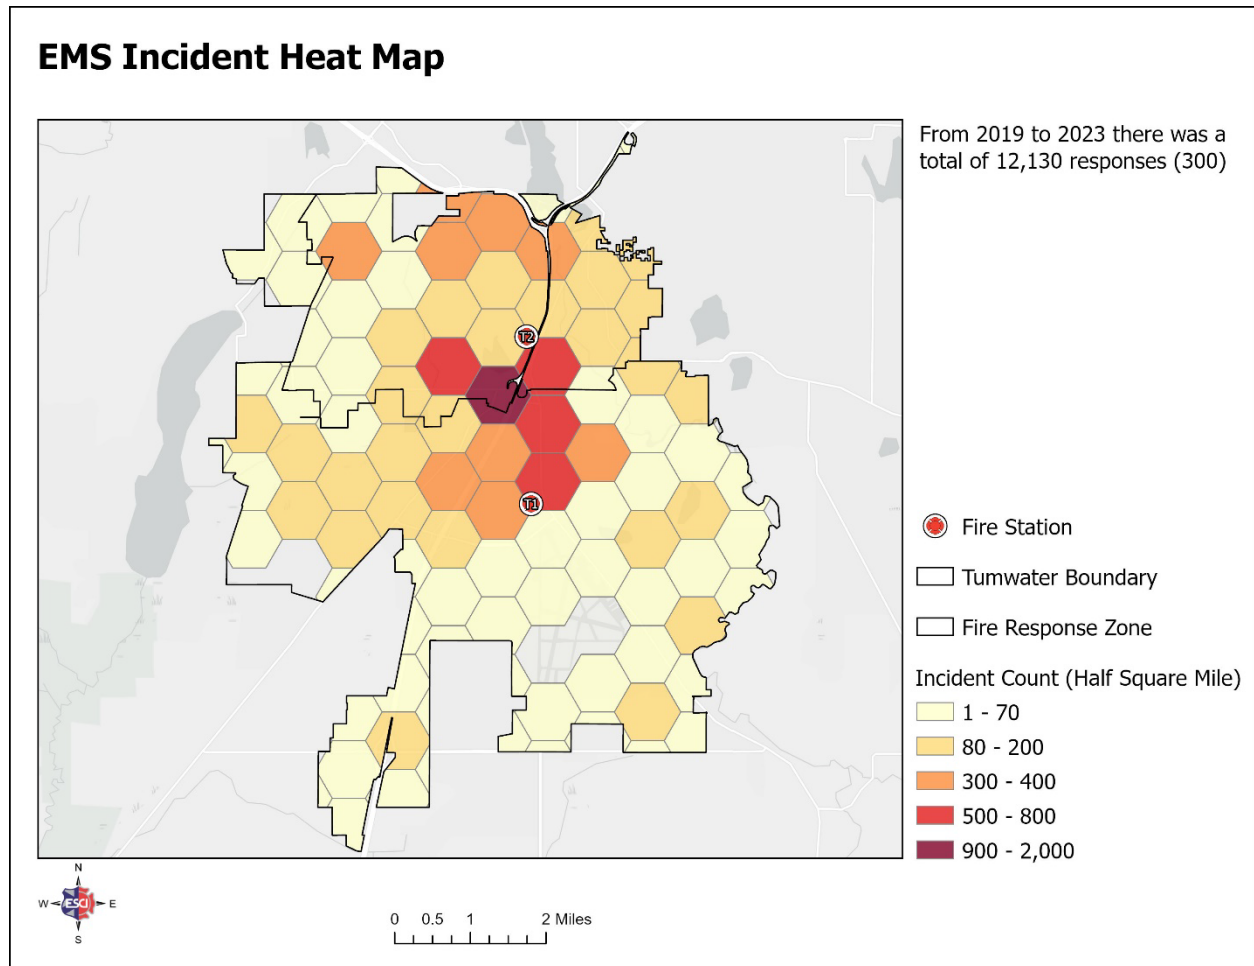 EMS Incident Heat Map
From 2019 to 2023 there was a
total of 12,130 responses (300)
T2
T1
Fire Station
Tumwater Boundary
Fire Response Zone
Incident Count (Half Square Mile)
1 - 70
80 - 200
300 - 400
500 - 800
900 - 2,000
N
W ESCI E
S
0 0.5 1 2 Miles